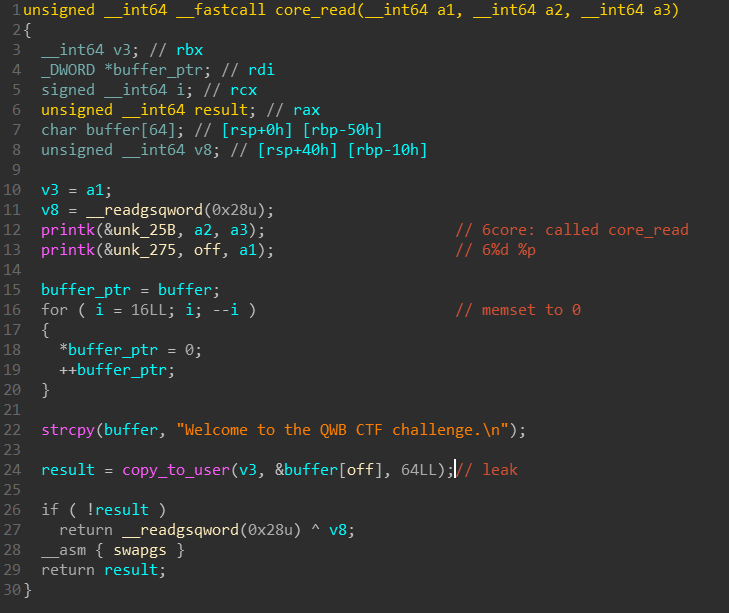 1 unsigned __int64 __fastcall core_read(__int64 a1, __int64 a2, __int64 a3)
2 {
3   __int64 v3; // rbx
4   _DWORD *buffer_ptr; // rdi
5   signed __int64 i; // rcx
6   unsigned __int64 result; // rax
7   char buffer[64]; // [rsp+0h] [rbp-50h]
8   unsigned __int64 v8; // [rsp+40h] [rbp-10h]
9
10   v3 = a1;
11   v8 = __readgsqword(0x28u);
12   printk(&unk_25B, a2, a3);                     // 6core: called core_read
13   printk(&unk_275, off, a1);                    // 6%d %p
14
15   buffer_ptr = buffer;
16   for ( i = 16LL; i; --i )                      // memset to 0
17   {
18     *buffer_ptr = 0;
19     ++buffer_ptr;
20   }
21
22   strcpy(buffer, "Welcome to the QWB CTF challenge.\n");
23
24   result = copy_to_user(v3, &buffer[off], 64LL);// leak
25
26   if ( !result )
27     return __readgsqword(0x28u) ^ v8;
28   __asm { swapgs }
29   return result;
30 }